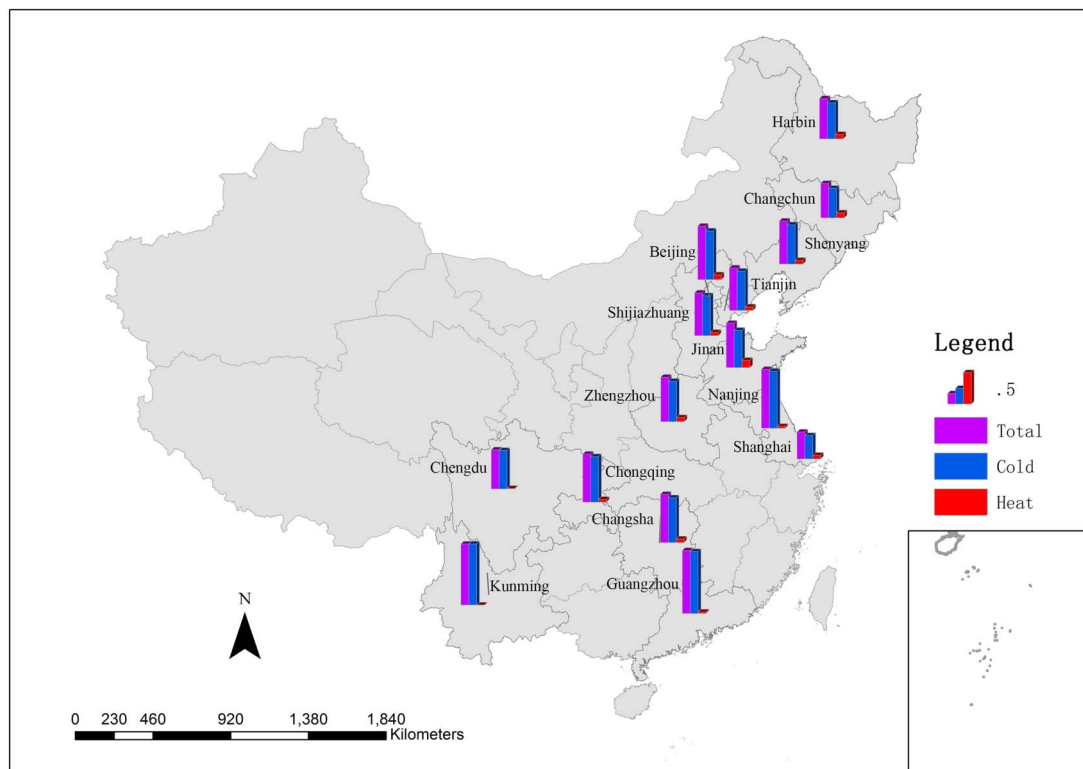 Harbin
Changchun
Shenyang
Beijing
Tianjin
Shijiazhuang
Jinan
Zhengzhou
Nanjing
Shanghai
Chengdu
Chongqing
Changsha
Kunming
Guangzhou
Legend
.5
Total
Cold
Heat
N
0 230 460 920 1,380 1,840
Kilometers